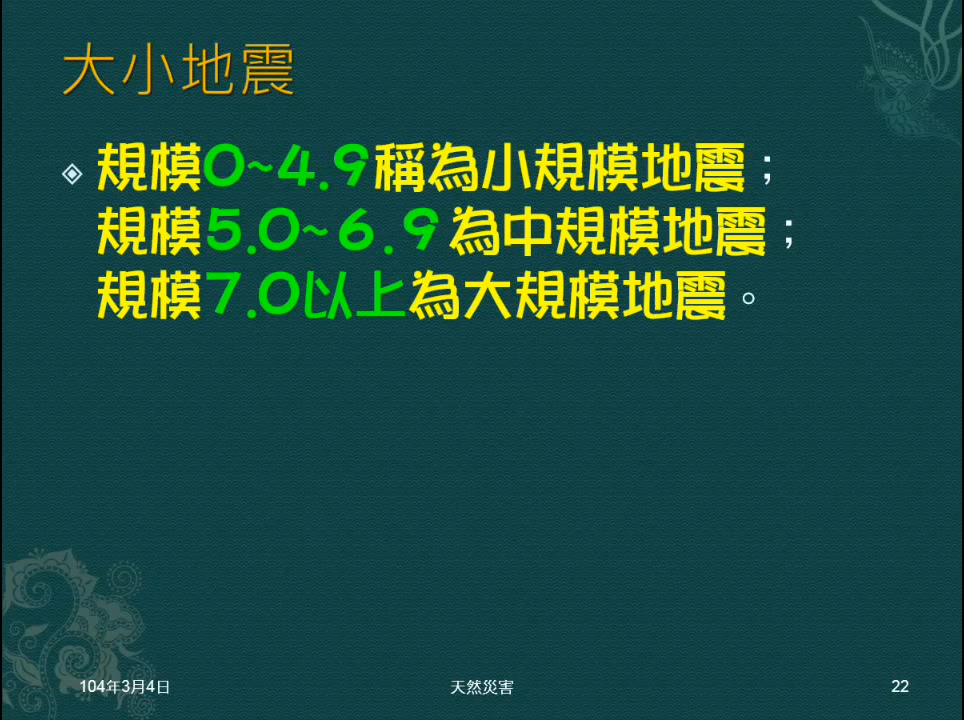 大小地震
規模0~4.9稱為小規模地震；
規模5.0~6.9為中規模地震；
規模7.0以上為大規模地震。
104年3月4日
天然災害
22